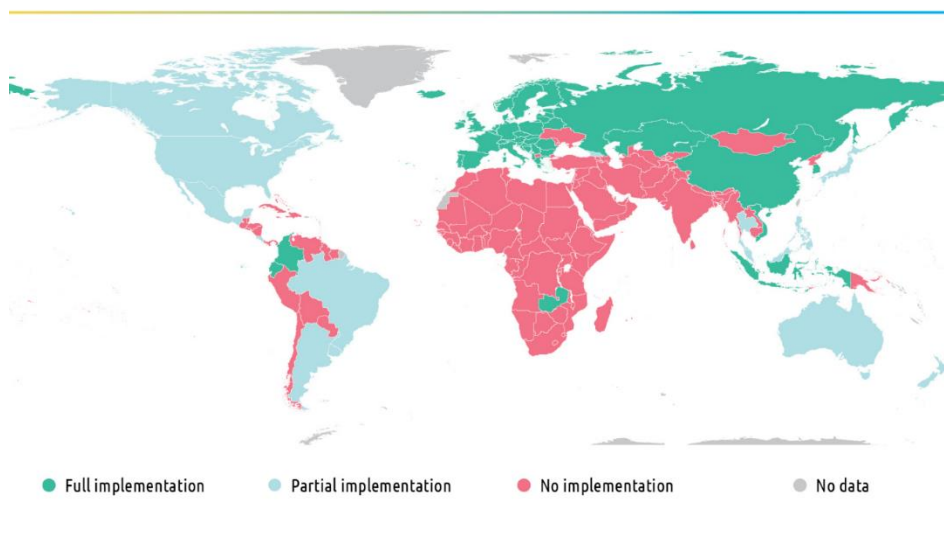 Full implementation
Partial implementation
No implementation
No data